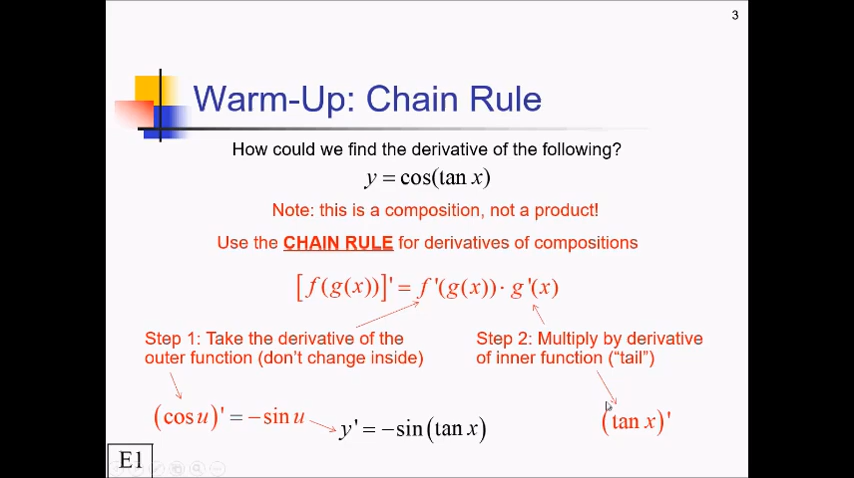 3
Warm-Up: Chain Rule
How could we find the derivative of the following?
y = cos(tan x)
Note: this is a composition, not a product!
Use the CHAIN RULE for derivatives of compositions
[f(g(x))]' = f'(g(x)) · g'(x)
Step 1: Take the derivative of the
outer function (don't change inside)
Step 2: Multiply by derivative
of inner function ("tail")
(cos u)' = −sin u
y' = −sin(tan x)
(tan x)'
E1